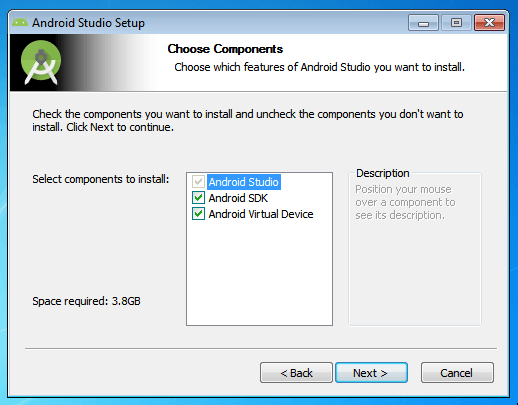 Android Studio Setup
Choose Components
Choose which features of Android Studio you want to install.
Check the components you want to install and uncheck the components you don't want to
install. Click Next to continue.
Select components to install:
Android Studio
Android SDK
Android Virtual Device
Description
Position your mouse
over a component to
see its description.
Space required: 3.8GB
< Back
Next >
Cancel